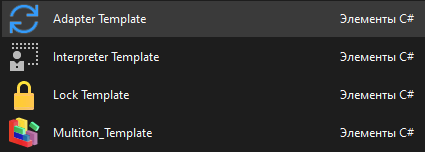 Adapter Template Элементы C#
Interpreter Template Элементы C#
Lock Template Элементы C#
Multiton_Template Элементы C#